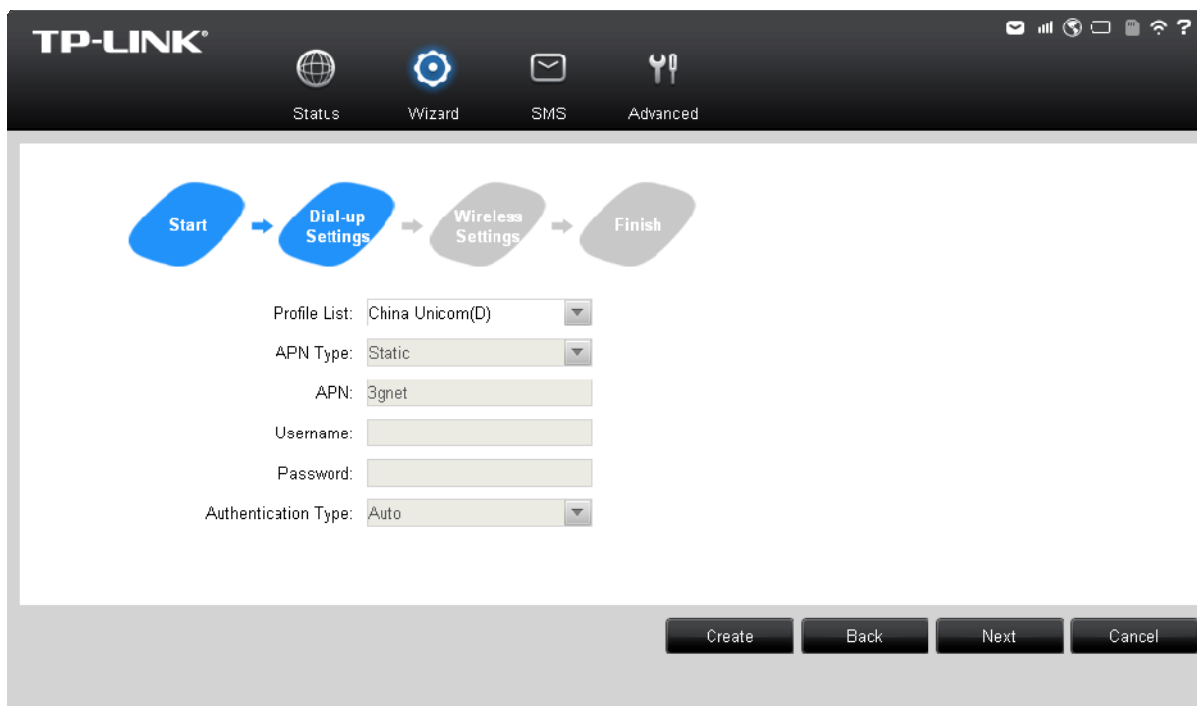 TP-LINK®
?
Status
Wizard
SMS
Advanced
Start
Dial-up
Settings
Wireless
Settings
Finish
Profile List: China Unicom(D)
APN Type: Static
APN: 3gnet
Username:
Password:
Authentication Type: Auto
Create
Back
Next
Cancel